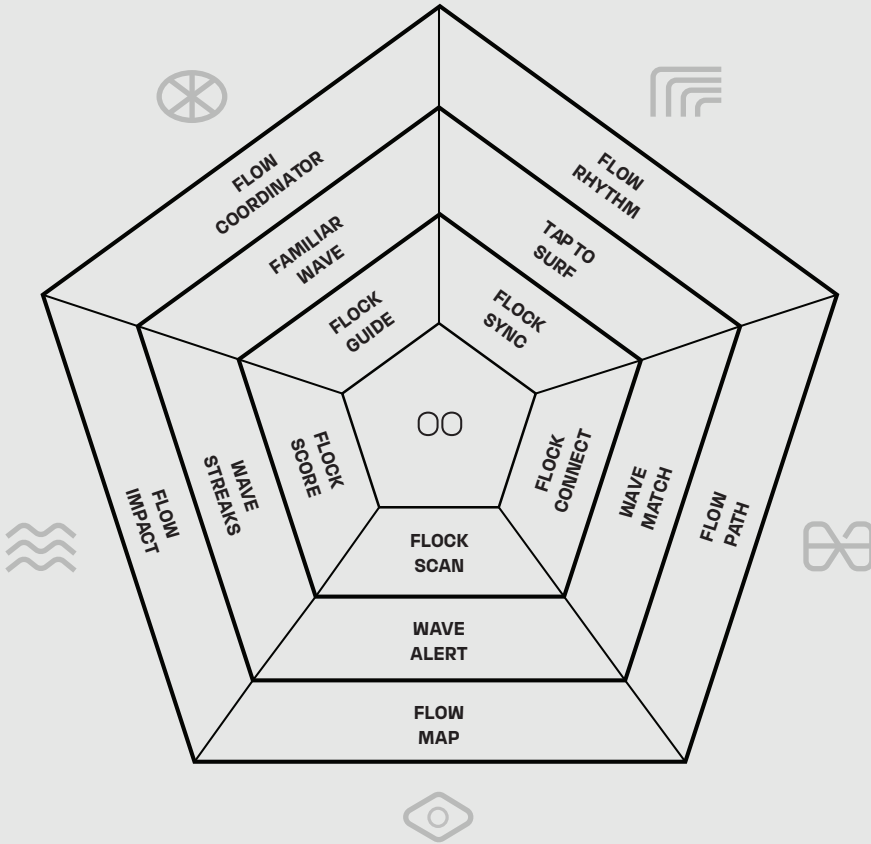 FLOW
COORDINATOR
FLOW
RHYTHM
FAMILIAR
WAVE
TAP TO
SURF
FLOCK
GUIDE
FLOCK
SYNC
FLOW
IMPACT
WAVE
STREAKS
FLOCK
SCORE
FLOCK
CONNECT
WAVE
MATCH
FLOW
PATH
FLOCK
SCAN
WAVE
ALERT
FLOW
MAP